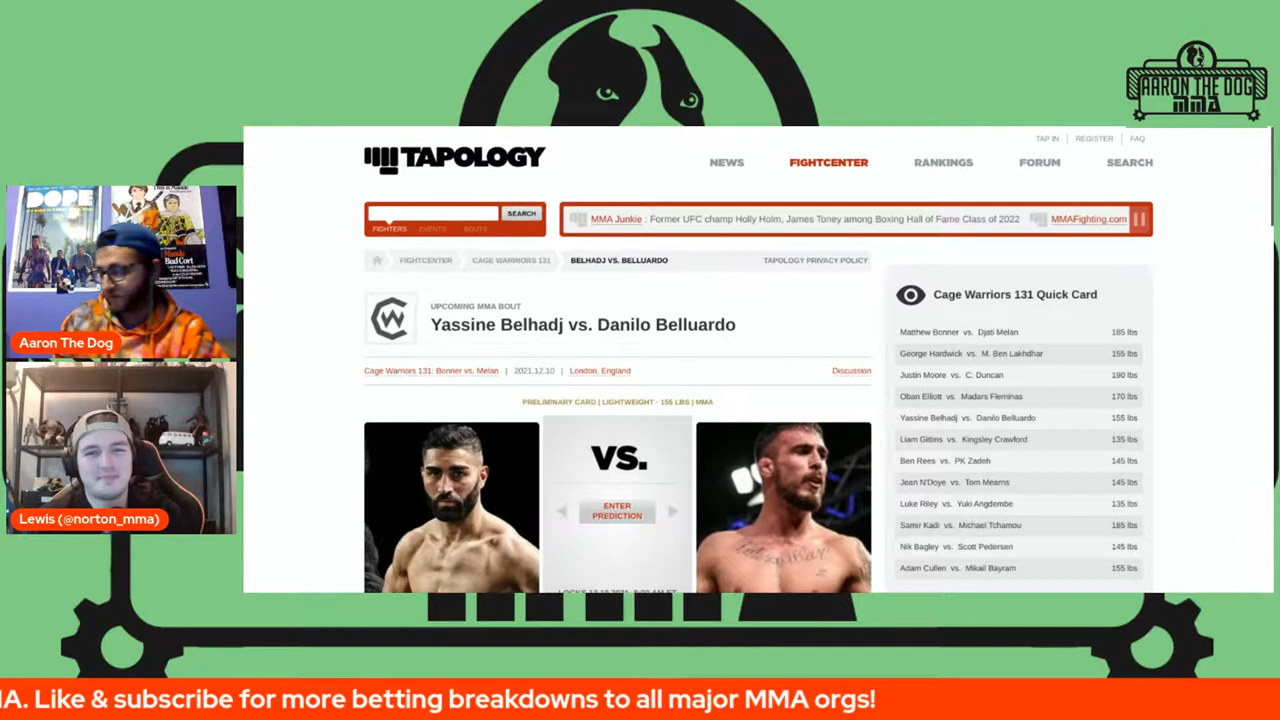 AARON THE DOG
MMA
TAP IN
REGISTER
FAQ
TAPOLOGY
NEWS
FIGHTCENTER
RANKINGS
FORUM
SEARCH
SEARCH
FIGHTERS
EVENTS
BOUTS
MMA Junkie : Former UFC champ Holly Holm, James Toney among Boxing Hall of Fame Class of 2022
MMAFighting.com
FIGHTCENTER
CAGE WARRIORS 131
BELHADJ VS. BELLUARDO
TAPOLOGY PRIVACY POLICY
UPCOMING MMA BOUT
Yassine Belhadj vs. Danilo Belluardo
Cage Warriors 131: Bonner vs. Melan | 2021.12.10 | London, England
Discussion
PRELIMINARY CARD | LIGHTWEIGHT · 155 LBS | MMA
VS.
ENTER
PREDICTION
Cage Warriors 131 Quick Card
Matthew Bonner vs. Djati Melan 185 lbs
George Hardwick vs. M. Ben Lakhdhar 155 lbs
Justin Moore vs. C. Duncan 190 lbs
Oban Elliott vs. Madars Fleminas 170 lbs
Yassine Belhadj vs. Danilo Belluardo 155 lbs
Liam Gittins vs. Kingsley Crawford 135 lbs
Ben Rees vs. PK Zadeh 145 lbs
Jean N'Doye vs. Tom Mearns 145 lbs
Luke Riley vs. Yuki Angdembe 135 lbs
Samir Kadi vs. Michael Tchamou 185 lbs
Nik Bagley vs. Scott Pedersen 145 lbs
Adam Cullen vs. Mikail Bayram 155 lbs
DOPE
Bad Cort
Aaron The Dog
Lewis (@norton_mma)
IA. Like & subscribe for more betting breakdowns to all major MMA orgs!